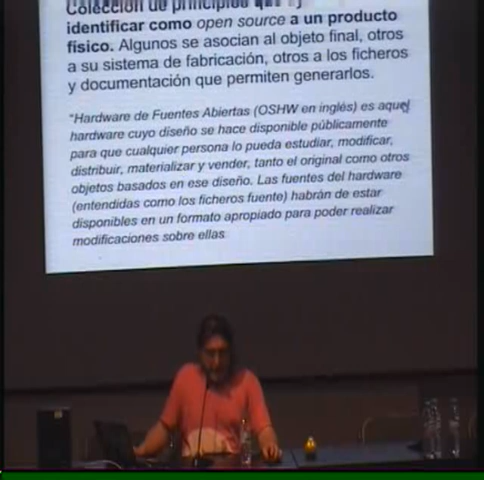 Colección de principios que
identificar como open source a un producto
físico. Algunos se asocian al objeto final, otros
a su sistema de fabricación, otros a los ficheros
y documentación que permiten generarlos.
"Hardware de Fuentes Abiertas (OSHW en inglés) es aquel
hardware cuyo diseño se hace disponible públicamente
para que cualquier persona lo pueda estudiar, modificar,
distribuir, materializar y vender, tanto el original como otros
objetos basados en ese diseño. Las fuentes del hardware
(entendidas como los ficheros fuente) habrán de estar
disponibles en un formato apropiado para poder realizar
modificaciones sobre ellas